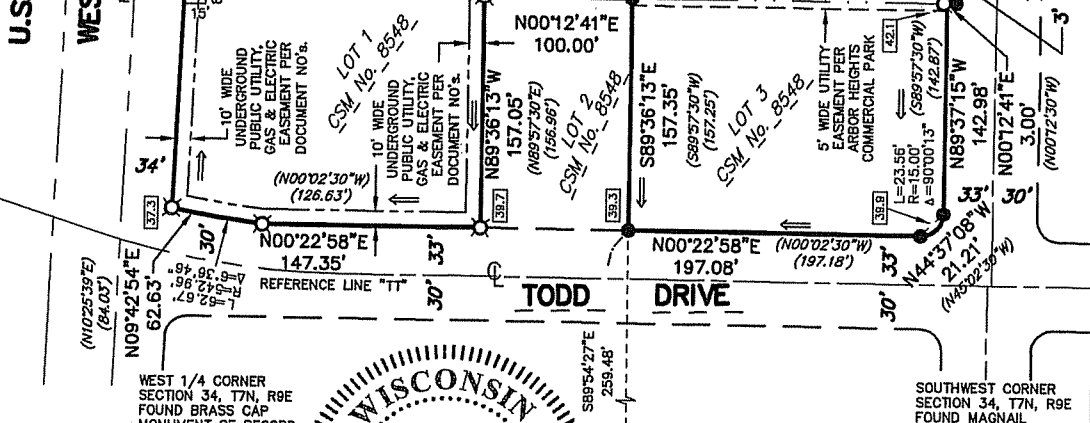 U.S.
WES
15'
10' WIDE
UNDERGROUND
PUBLIC UTILITY,
GAS & ELECTRIC
EASEMENT PER
DOCUMENT NO's.
LOT 1
CSM No. 8548
10' WIDE
UNDERGROUND
PUBLIC UTILITY,
GAS & ELECTRIC
EASEMENT PER
DOCUMENT NO's.
N00°12'41"E
100.00'
N89°36'13"W
157.05'
(N89°57'30"E)
(156.96')
LOT 2
CSM No. 8548
S89°36'13"E
157.35'
(S89°57'30"W)
(157.25')
LOT 3
CSM No. 8548
5' WIDE UTILITY
EASEMENT PER
ARBOR HEIGHTS
COMMERCIAL PARK
42.1
(S89°57'30"W)
(142.87')
N89°37'15"W
142.98'
N00°12'41"E
3.00'
(N00°12'30"W)
3'
L=23.56'
R=15.00'
Δ=90°00'13"
34'
(N00°02'30"W)
(126.63')
37.3
39.7
39.3
39.9
33'
30'
30'
N00°22'58"E
147.35'
33'
N00°22'58"E
(N00°02'30"W)
197.08'
(197.18')
33'
N44°37'08"W
21.21'
(N45°02'30"W)
(N10°25'39"E)
(84.03')
N09°42'54"E
62.63'
L=62.67'
R=542.96'
Δ=6°36'46"
REFERENCE LINE "TT"
30'
CL
TODD DRIVE
30'
S89°54'27"E
259.48'
WEST 1/4 CORNER
SECTION 34, T7N, R9E
FOUND BRASS CAP
MONUMENT OF RECORD
WISCONSIN
SOUTHWEST CORNER
SECTION 34, T7N, R9E
FOUND MAGNAIL